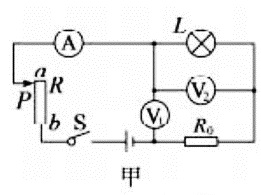 A L
a R
P V₂
V₁
b S R₀
甲